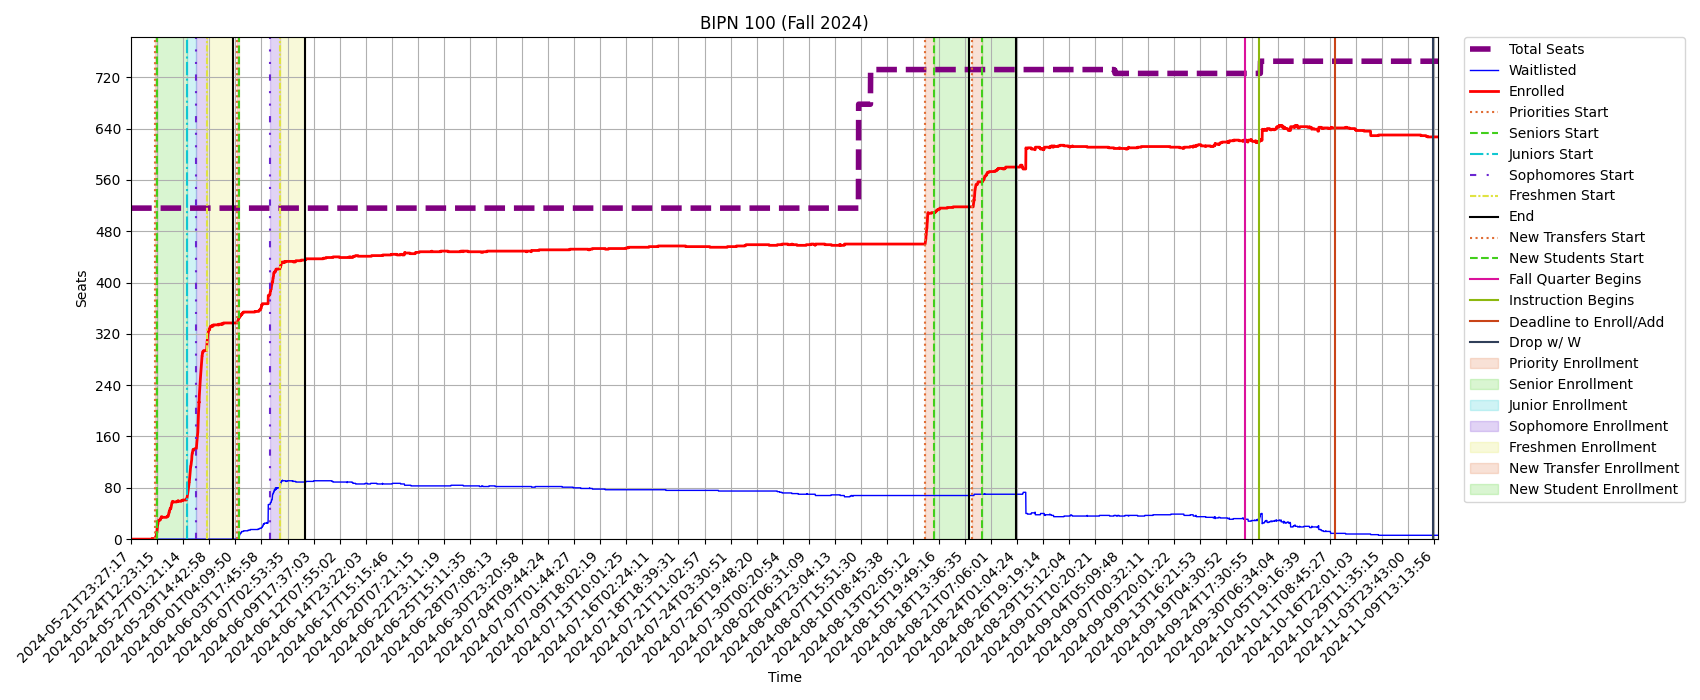 BIPN 100 (Fall 2024)
Seats
720
640
560
480
400
320
240
160
80
0
2024-05-21T23:27:17
2024-05-24T12:23:15
2024-05-27T01:21:14
2024-05-29T14:42:58
2024-06-01T04:09:50
2024-06-03T17:45:58
2024-06-07T02:53:35
2024-06-09T17:37:03
2024-06-12T07:55:02
2024-06-14T23:22:03
2024-06-17T15:15:46
2024-06-20T07:21:15
2024-06-22T23:11:19
2024-06-25T15:11:35
2024-06-28T07:08:13
2024-06-30T23:20:58
2024-07-04T09:44:24
2024-07-07T01:44:27
2024-07-09T18:02:19
2024-07-13T10:01:25
2024-07-16T02:24:11
2024-07-18T18:39:31
2024-07-21T11:02:57
2024-07-24T03:30:51
2024-07-26T19:48:20
2024-07-30T00:20:54
2024-08-02T06:31:09
2024-08-04T23:04:13
2024-08-07T15:51:30
2024-08-10T08:45:38
2024-08-13T02:05:12
2024-08-15T19:49:16
2024-08-18T13:36:35
2024-08-21T07:06:01
2024-08-24T01:04:24
2024-08-26T19:19:14
2024-08-29T15:12:04
2024-09-01T10:20:21
2024-09-04T05:09:48
2024-09-07T00:32:11
2024-09-09T20:01:22
2024-09-13T16:21:53
2024-09-19T04:30:52
2024-09-24T17:30:55
2024-09-30T06:34:04
2024-10-05T19:16:39
2024-10-11T08:45:27
2024-10-16T22:01:03
2024-10-29T11:35:15
2024-11-03T23:43:00
2024-11-09T13:13:56
Time
Total Seats
Waitlisted
Enrolled
Priorities Start
Seniors Start
Juniors Start
Sophomores Start
Freshmen Start
End
New Transfers Start
New Students Start
Fall Quarter Begins
Instruction Begins
Deadline to Enroll/Add
Drop w/ W
Priority Enrollment
Senior Enrollment
Junior Enrollment
Sophomore Enrollment
Freshmen Enrollment
New Transfer Enrollment
New Student Enrollment